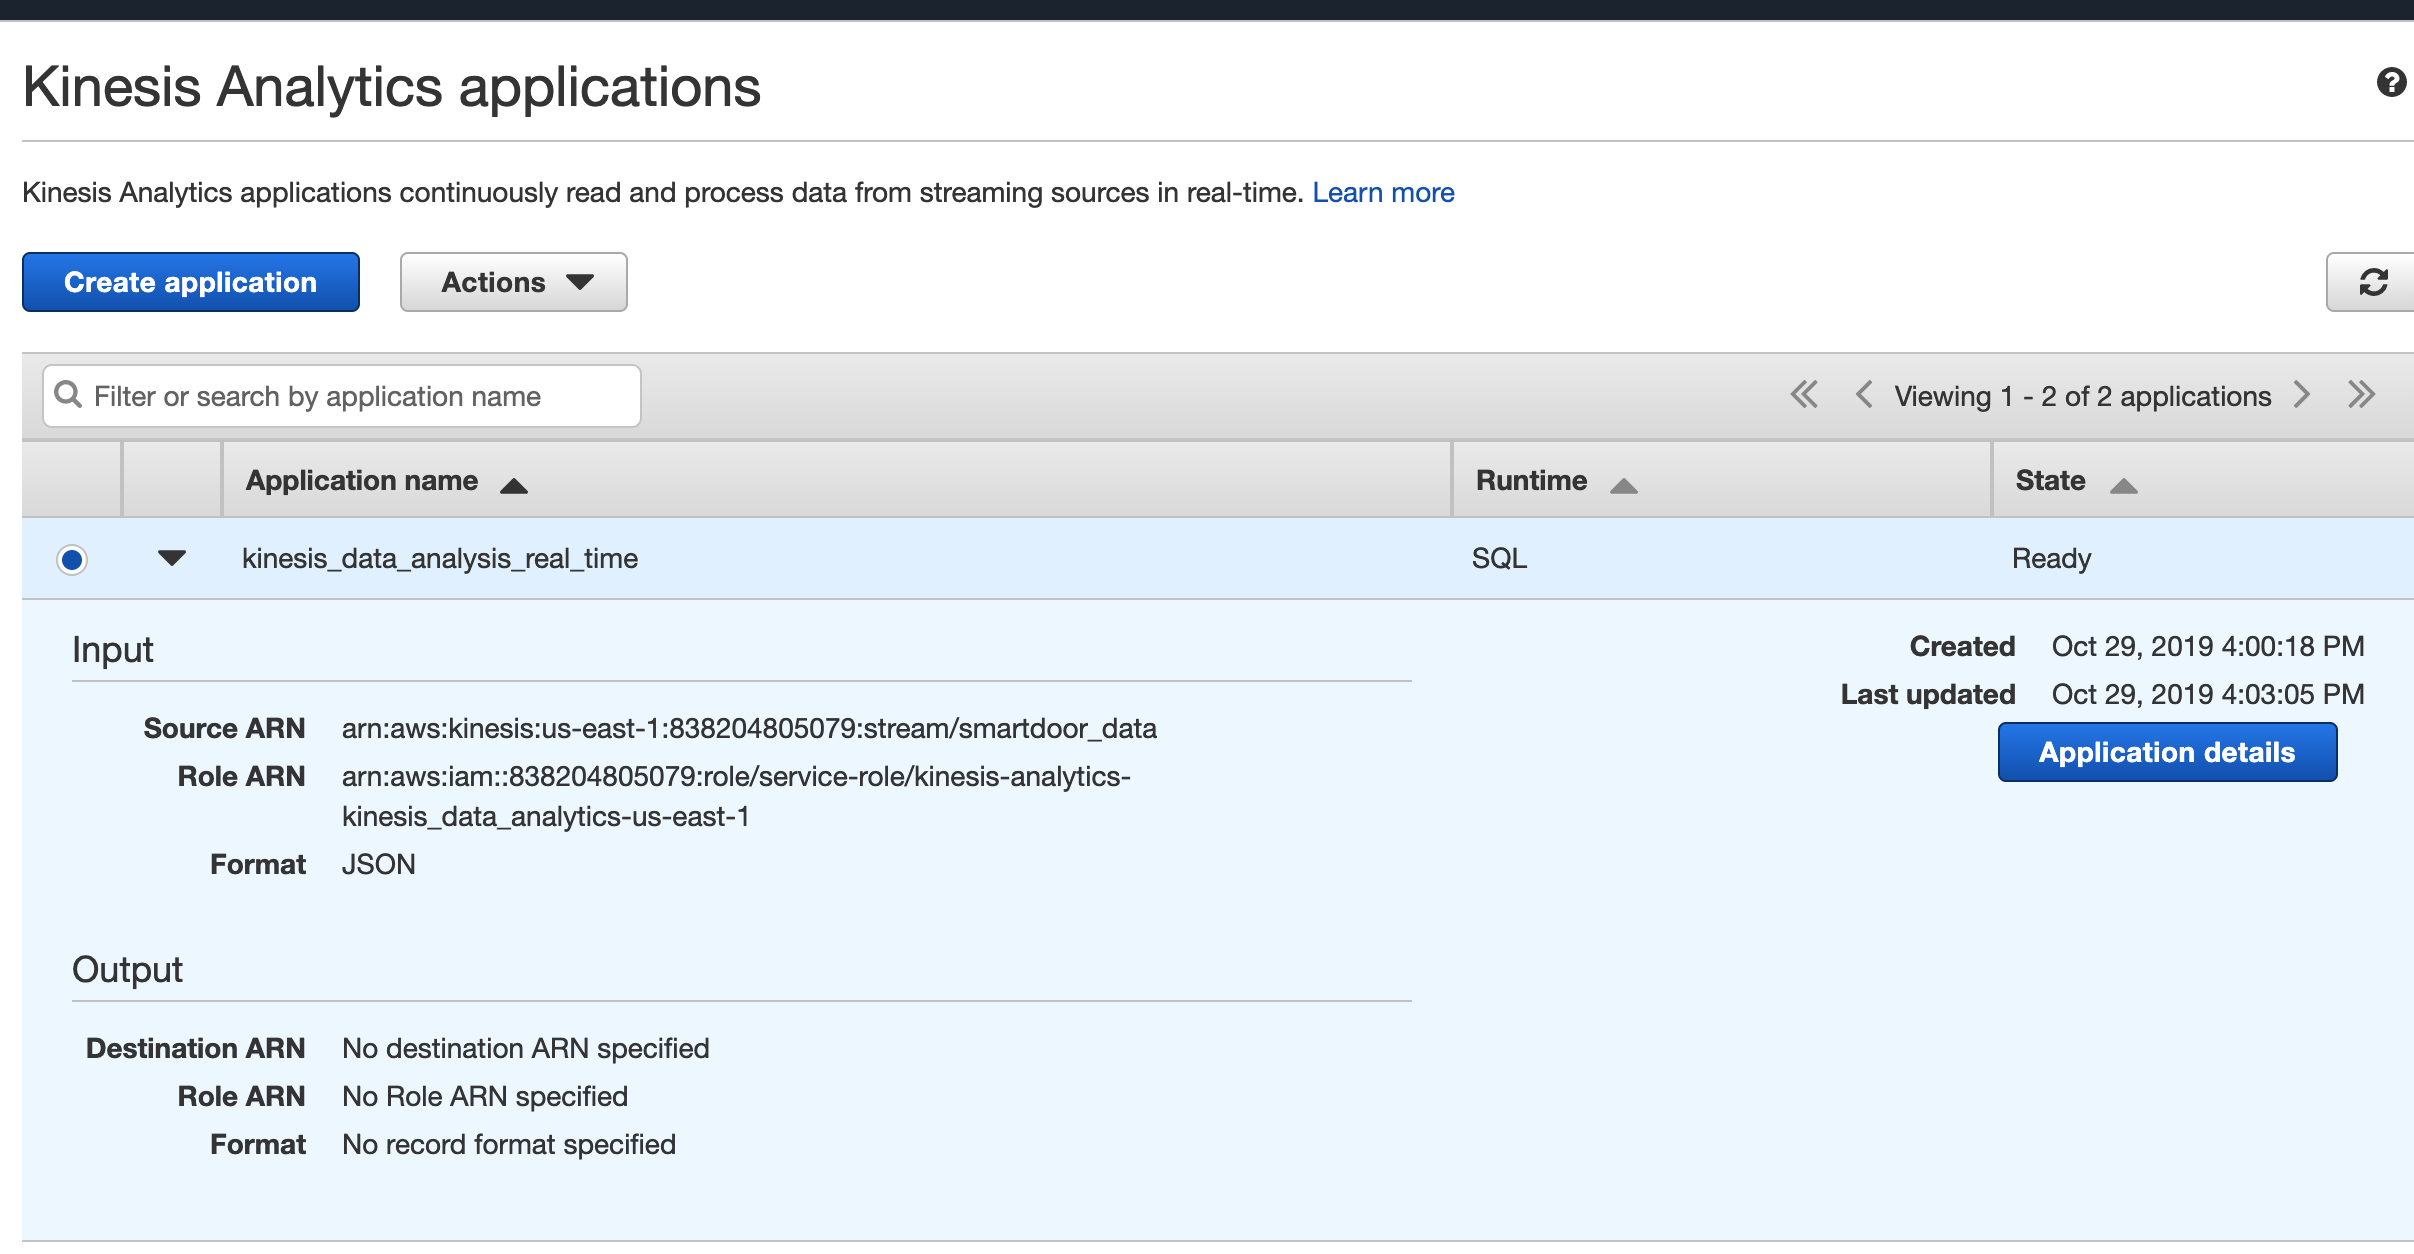 Kinesis Analytics applications
Kinesis Analytics applications continuously read and process data from streaming sources in real-time. Learn more
Create application Actions
Filter or search by application name Viewing 1 - 2 of 2 applications
Application name Runtime State
kinesis_data_analysis_real_time SQL Ready
Input
Created Oct 29, 2019 4:00:18 PM
Last updated Oct 29, 2019 4:03:05 PM
Application details
Source ARN arn:aws:kinesis:us-east-1:838204805079:stream/smartdoor_data
Role ARN arn:aws:iam::838204805079:role/service-role/kinesis-analytics-
kinesis_data_analytics-us-east-1
Format JSON
Output
Destination ARN No destination ARN specified
Role ARN No Role ARN specified
Format No record format specified